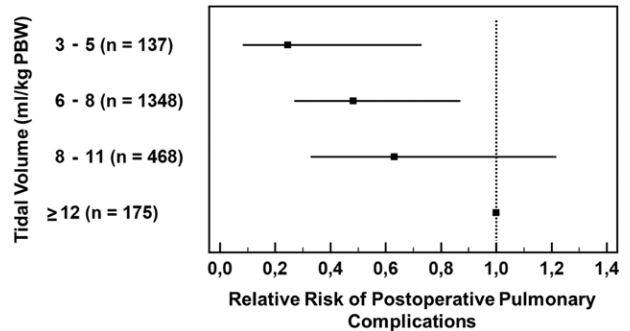 Tidal Volume (ml/kg PBW)
3 - 5 (n = 137)
6 - 8 (n = 1348)
8 - 11 (n = 468)
≥ 12 (n = 175)
0,0 0,2 0,4 0,6 0,8 1,0 1,2 1,4
Relative Risk of Postoperative Pulmonary
Complications